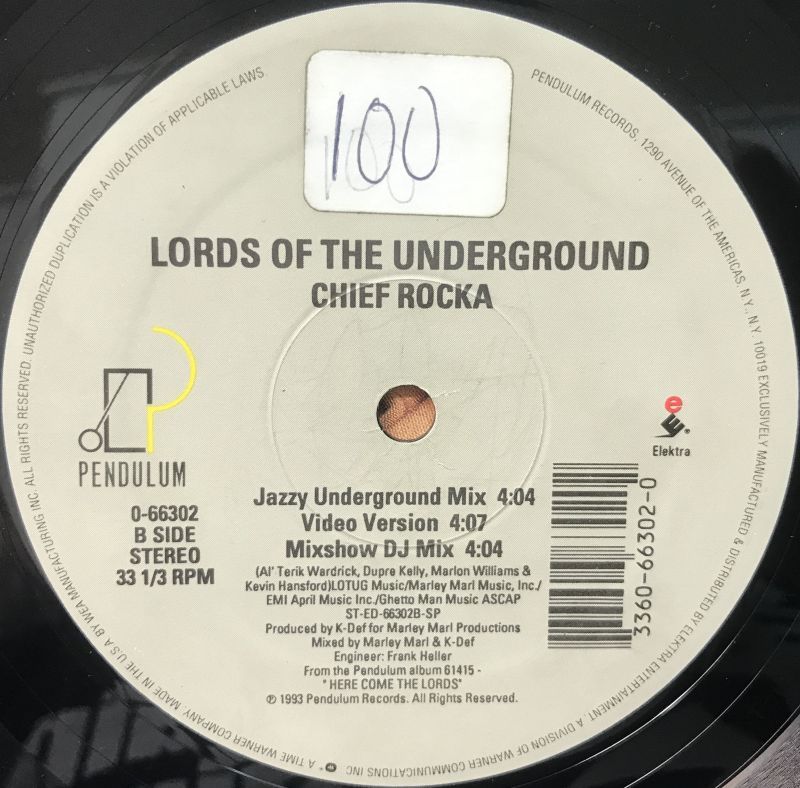 100
LORDS OF THE UNDERGROUND
CHIEF ROCKA
PENDULUM
0-66302
B SIDE
STEREO
33 1/3 RPM
e
Elektra
Jazzy Underground Mix 4:04
Video Version 4:07
Mixshow DJ Mix 4:04
(Al' Terik Wardrick, Dupre Kelly, Marlon Williams &
Kevin Hansford)LOTUG Music/Marley Marl Music, Inc./
EMI April Music Inc./Ghetto Man Music ASCAP
ST-ED-66302B-SP
Produced by K-Def for Marley Marl Productions
Mixed by Marley Marl & K-Def
Engineer: Frank Heller
From the Pendulum album 61415 -
"HERE COME THE LORDS"
℗ 1993 Pendulum Records. All Rights Reserved.
3360-66302-0
PENDULUM RECORDS, 1290 AVENUE OF THE AMERICAS, N.Y., N.Y. 10019 EXCLUSIVELY MANUFACTURED & DISTRIBUTED BY ELEKTRA ENTERTAINMENT, A DIVISION OF WARNER COMMUNICATIONS INC. A TIME WARNER COMPANY. MADE IN THE U.S.A. BY WEA MANUFACTURING INC. ALL RIGHTS RESERVED. UNAUTHORIZED DUPLICATION IS A VIOLATION OF APPLICABLE LAWS.